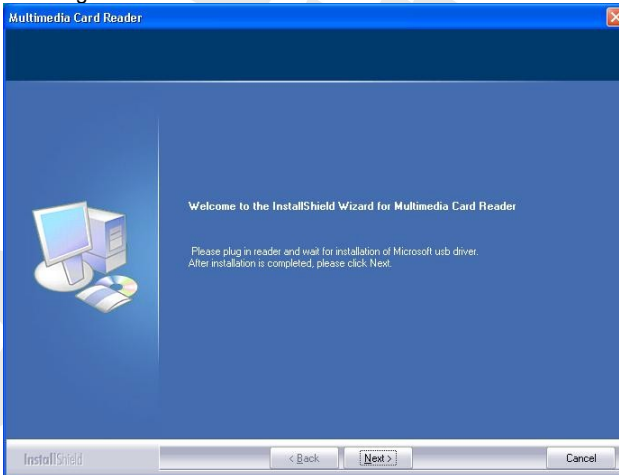 Multimedia Card Reader
Welcome to the InstallShield Wizard for Multimedia Card Reader
Please plug in reader and wait for installation of Microsoft usb driver.
After installation is completed, please click Next.
InstallShield
< Back
Next >
Cancel